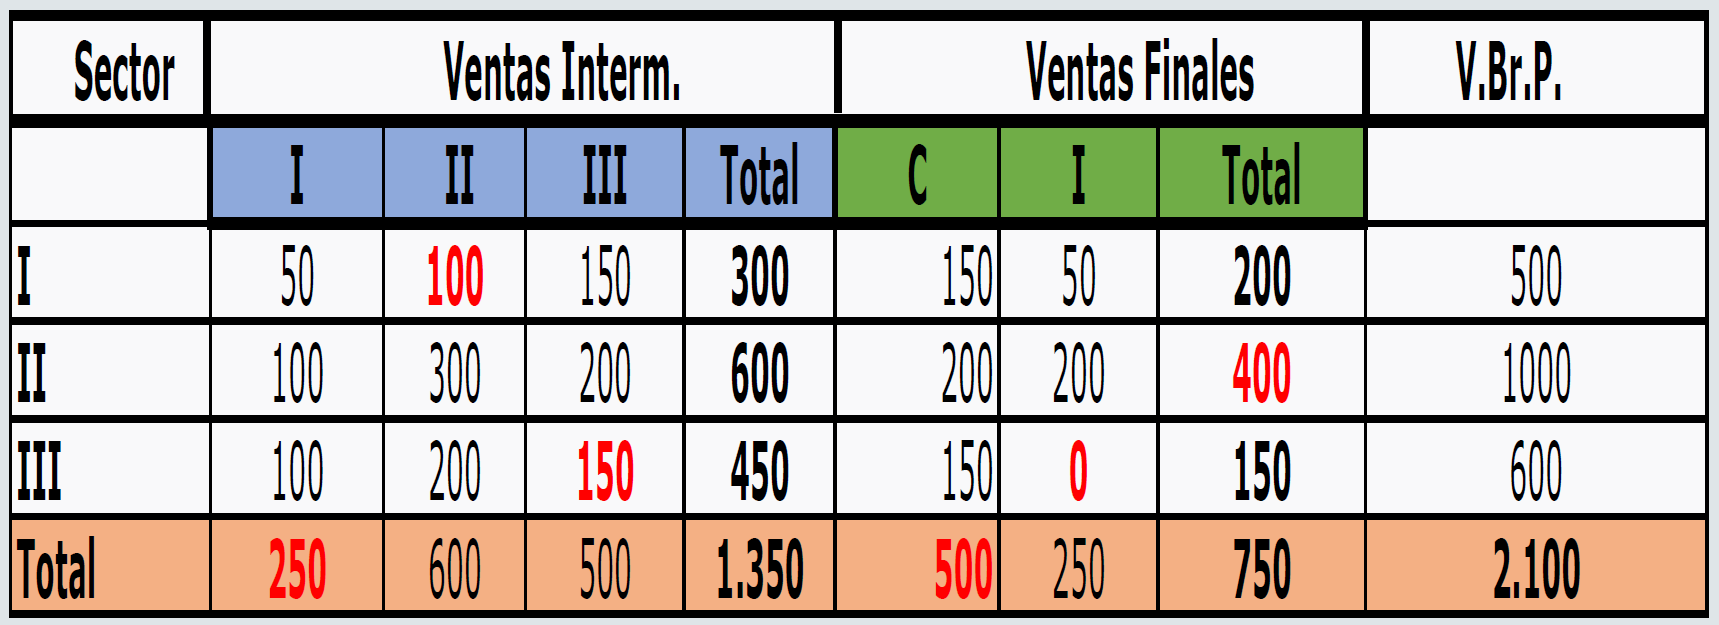 Sector Ventas Interm. Ventas Finales V.Br.P.
I II III Total C I Total
I 50 100 150 300 150 50 200 500
II 100 300 200 600 200 200 400 1000
III 100 200 150 450 150 0 150 600
Total 250 600 500 1.350 500 250 750 2.100